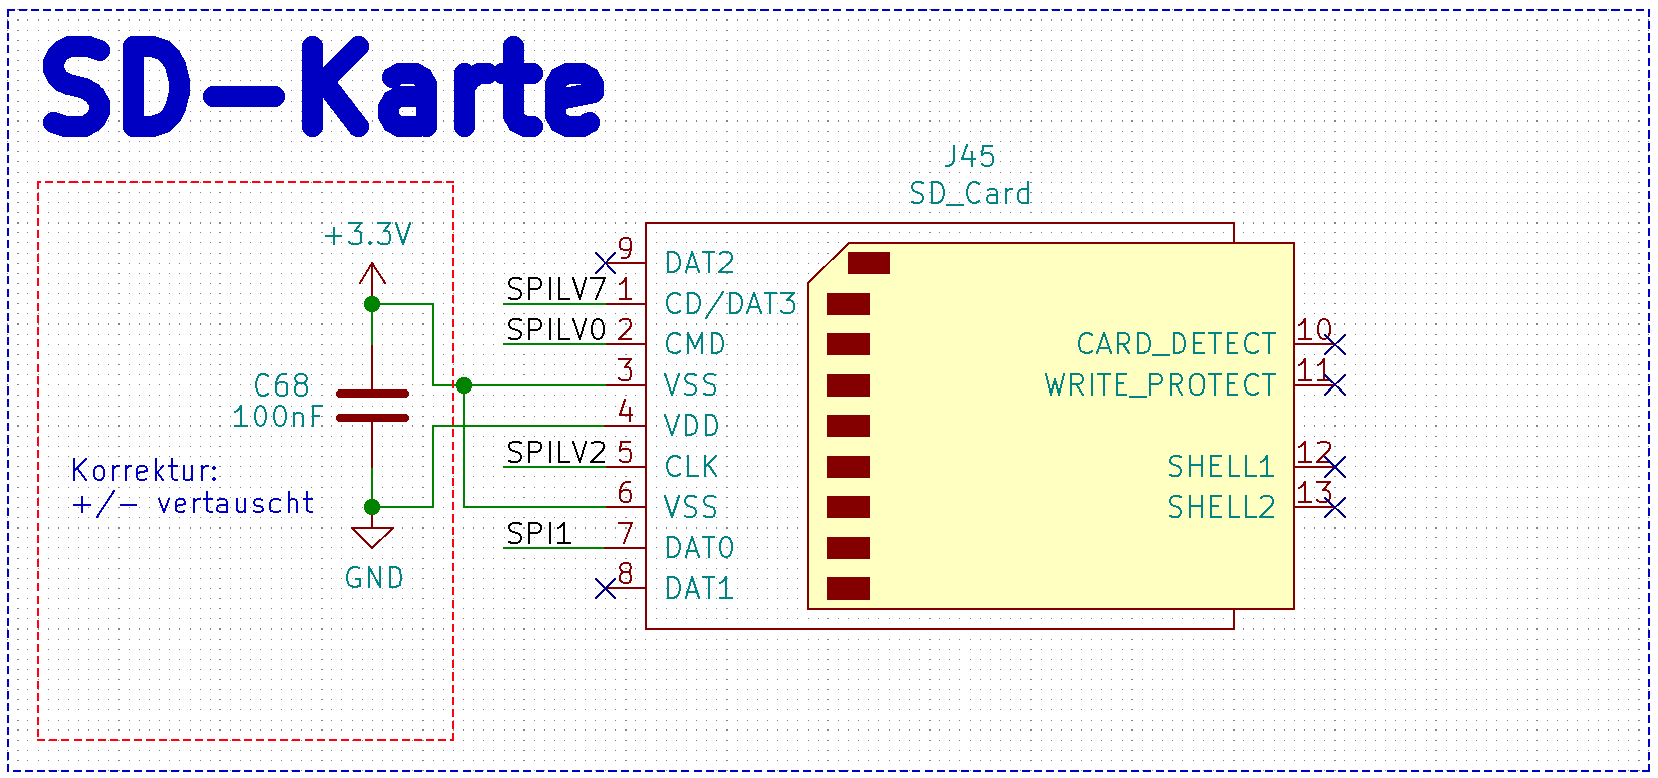 SD-Karte
J45
SD_Card
+3.3V
C68
100nF
Korrektur:
+/- vertauscht
GND
9 DAT2
SPILV7 1 CD/DAT3
SPILV0 2 CMD
3 VSS
4 VDD
SPILV2 5 CLK
6 VSS
SPI1 7 DAT0
8 DAT1
CARD_DETECT 10
WRITE_PROTECT 11
SHELL1 12
SHELL2 13